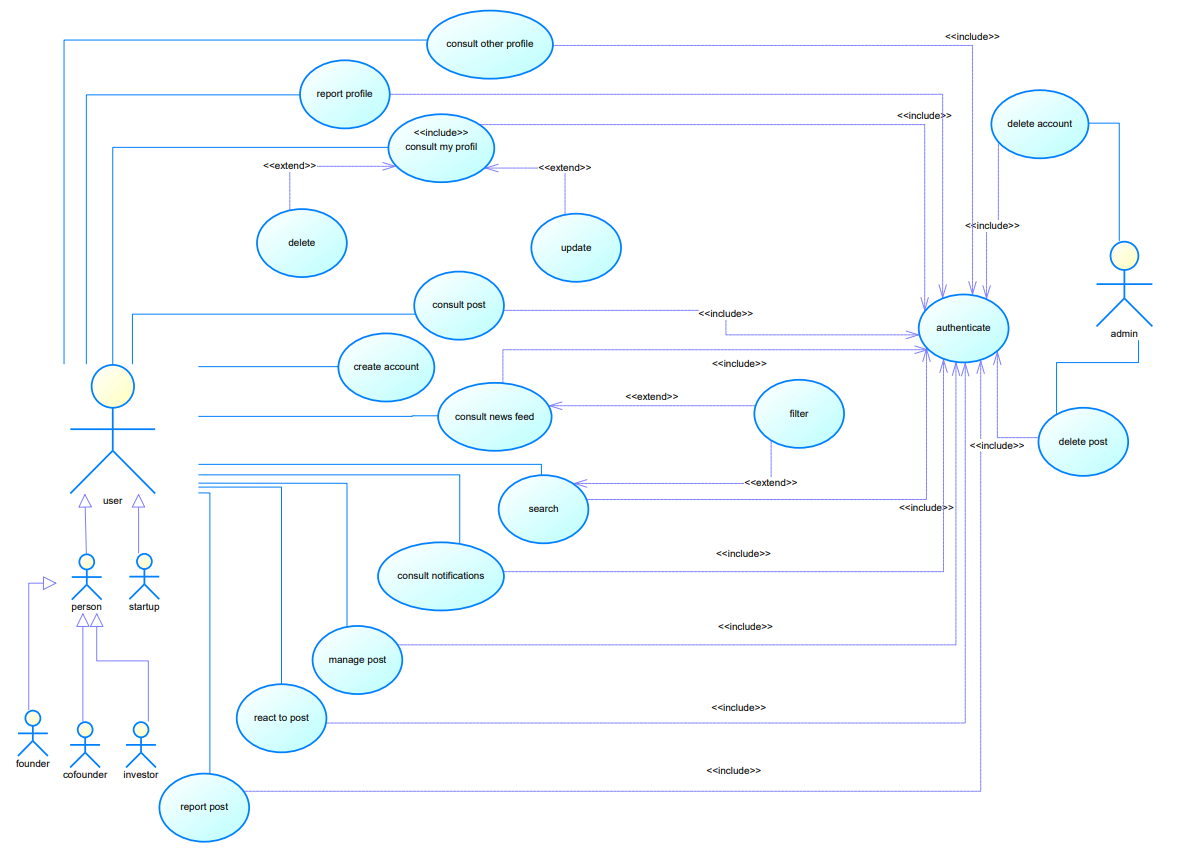 <<include>>
consult other profile
report profile
<<include>>
delete account
<<include>>
consult my profil
<<extend>>
<<extend>>
<<include>>
delete
update
consult post
<<include>>
authenticate
admin
create account
<<include>>
<<extend>>
consult news feed
filter
delete post
<<include>>
<<extend>>
user
search
<<include>>
<<include>>
consult notifications
person
startup
<<include>>
manage post
<<include>>
react to post
founder
cofounder
investor
<<include>>
report post